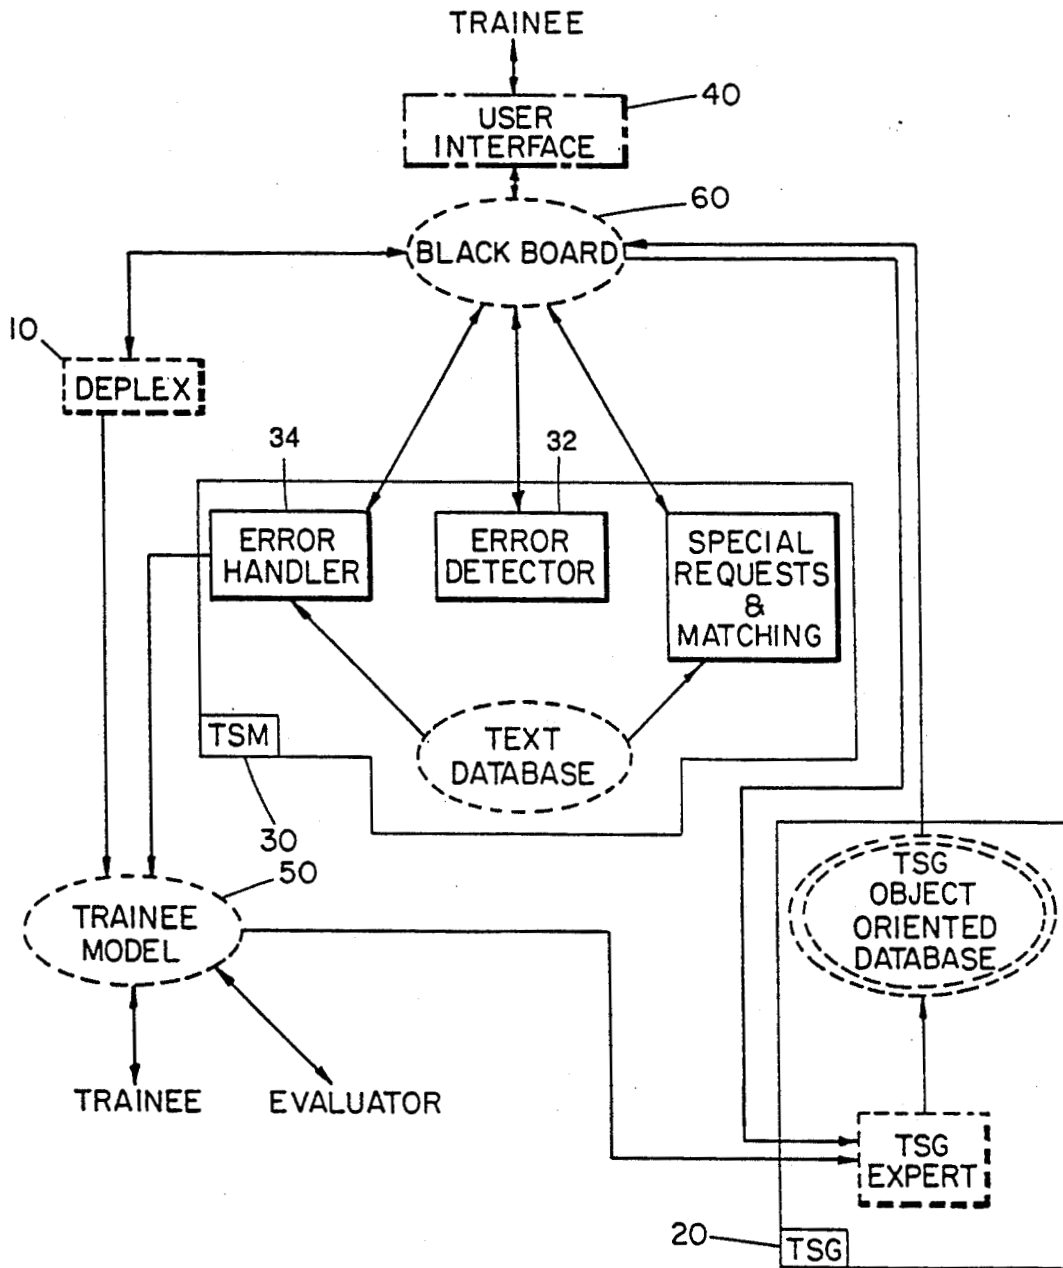 TRAINEE
40
USER
INTERFACE
60
BLACK BOARD
10
DEPLEX
34
32
ERROR
HANDLER
ERROR
DETECTOR
SPECIAL
REQUESTS
&
MATCHING
TSM
TEXT
DATABASE
30
50
TRAINEE
MODEL
TSG
OBJECT
ORIENTED
DATABASE
TRAINEE
EVALUATOR
TSG
EXPERT
20
TSG